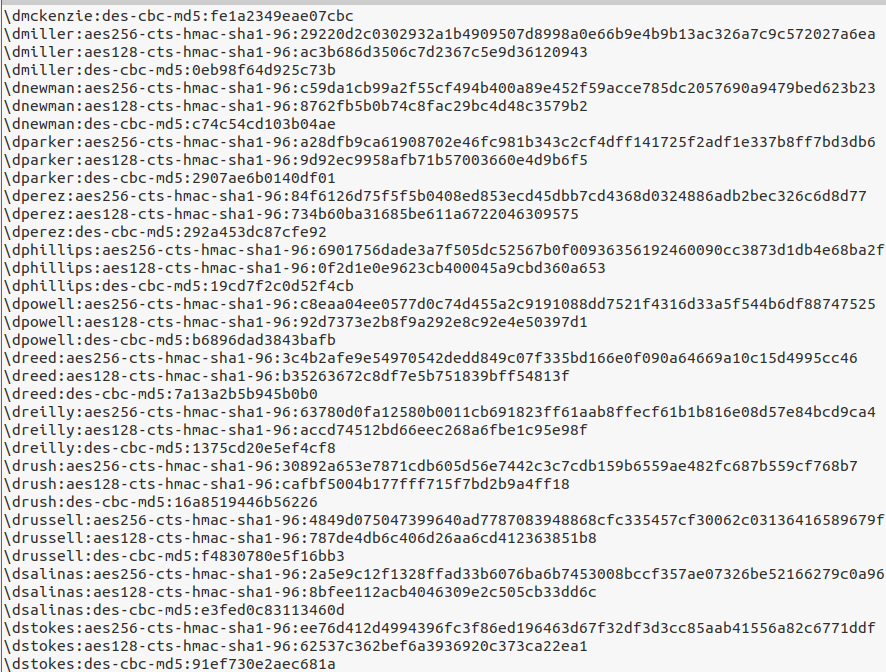 \dmckenzie:des-cbc-md5:fe1a2349eae07cbc
\dmiller:aes256-cts-hmac-sha1-96:29220d2c0302932a1b4909507d8998a0e66b9e4b9b13ac326a7c9c572027a6ea
\dmiller:aes128-cts-hmac-sha1-96:ac3b686d3506c7d2367c5e9d36120943
\dmiller:des-cbc-md5:0eb98f64d925c73b
\dnewman:aes256-cts-hmac-sha1-96:c59da1cb99a2f55cf494b400a89e452f59acce785dc2057690a9479bed623b23
\dnewman:aes128-cts-hmac-sha1-96:8762fb5b0b74c8fac29bc4d48c3579b2
\dnewman:des-cbc-md5:c74c54cd103b04ae
\dparker:aes256-cts-hmac-sha1-96:a28dfb9ca61908702e46fc981b343c2cf4dff141725f2adf1e337b8ff7bd3db6
\dparker:aes128-cts-hmac-sha1-96:9d92ec9958afb71b57003660e4d9b6f5
\dparker:des-cbc-md5:2907ae6b0140df01
\dperez:aes256-cts-hmac-sha1-96:84f6126d75f5f5b0408ed853ecd45dbb7cd4368d0324886adb2bec326c6d8d77
\dperez:aes128-cts-hmac-sha1-96:734b60ba31685be611a6722046309575
\dperez:des-cbc-md5:292a453dc87cfe92
\dphillips:aes256-cts-hmac-sha1-96:6901756dade3a7f505dc52567b0f00936356192460090cc3873d1db4e68ba2f
\dphillips:aes128-cts-hmac-sha1-96:0f2d1e0e9623cb400045a9cbd360a653
\dphillips:des-cbc-md5:19cd7f2c0d52f4cb
\dpowell:aes256-cts-hmac-sha1-96:c8eaa04ee0577d0c74d455a2c9191088dd7521f4316d33a5f544b6df88747525
\dpowell:aes128-cts-hmac-sha1-96:92d7373e2b8f9a292e8c92e4e50397d1
\dpowell:des-cbc-md5:b6896dad3843bafb
\dreed:aes256-cts-hmac-sha1-96:3c4b2afe9e54970542dedd849c07f335bd166e0f090a64669a10c15d4995cc46
\dreed:aes128-cts-hmac-sha1-96:b35263672c8df7e5b751839bff54813f
\dreed:des-cbc-md5:7a13a2b5b945b0b0
\dreilly:aes256-cts-hmac-sha1-96:63780d0fa12580b0011cb691823ff61aab8ffecf61b1b816e08d57e84bcd9ca4
\dreilly:aes128-cts-hmac-sha1-96:accd74512bd66eec268a6fbe1c95e98f
\dreilly:des-cbc-md5:1375cd20e5ef4cf8
\drush:aes256-cts-hmac-sha1-96:30892a653e7871cdb605d56e7442c3c7cdb159b6559ae482fc687b559cf768b7
\drush:aes128-cts-hmac-sha1-96:cafbf5004b177fff715f7bd2b9a4ff18
\drush:des-cbc-md5:16a8519446b56226
\drussell:aes256-cts-hmac-sha1-96:4849d075047399640ad7787083948868cfc335457cf30062c03136416589679f
\drussell:aes128-cts-hmac-sha1-96:787de4db6c406d26aa6cd412363851b8
\drussell:des-cbc-md5:f4830780e5f16bb3
\dsalinas:aes256-cts-hmac-sha1-96:2a5e9c12f1328ffad33b6076ba6b7453008bccf357ae07326be52166279c0a96
\dsalinas:aes128-cts-hmac-sha1-96:8bfee112acb4046309e2c505cb33dd6c
\dsalinas:des-cbc-md5:e3fed0c83113460d
\dstokes:aes256-cts-hmac-sha1-96:ee76d412d4994396fc3f86ed196463d67f32df3d3cc85aab41556a82c6771ddf
\dstokes:aes128-cts-hmac-sha1-96:62537c362bef6a3936920c373ca22ea1
\dstokes:des-cbc-md5:91ef730e2aec681a